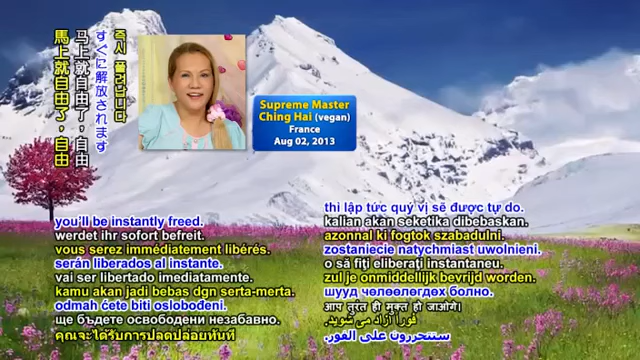 馬上就自由了，自由
马上就自由了，自由
すぐに解放されます
즉시 풀려납니다
Supreme Master
Ching Hai (vegan)
France
Aug 02, 2013
you'll be instantly freed.
werdet ihr sofort befreit.
vous serez immédiatement libérés.
serán liberados al instante.
vai ser libertado imediatamente.
kamu akan jadi bebas dgn serta-merta.
odmah ćete biti oslobođeni.
ще бъдете освободени незабавно.
คุณจะได้รับการปลดปล่อยทันที
thì lập tức quý vị sẽ được tự do.
kalian akan seketika dibebaskan.
azonnal ki fogtok szabadulni.
zostaniecie natychmiast uwolnieni.
o să fiţi eliberaţi instantaneu.
zul je onmiddellijk bevrijd worden.
шууд чөлөөлөгдөх болно.
आप तुरत ही मुक्त हो जाओगे।
فورا آزاد می شوید.
ستتحررون على الفور.